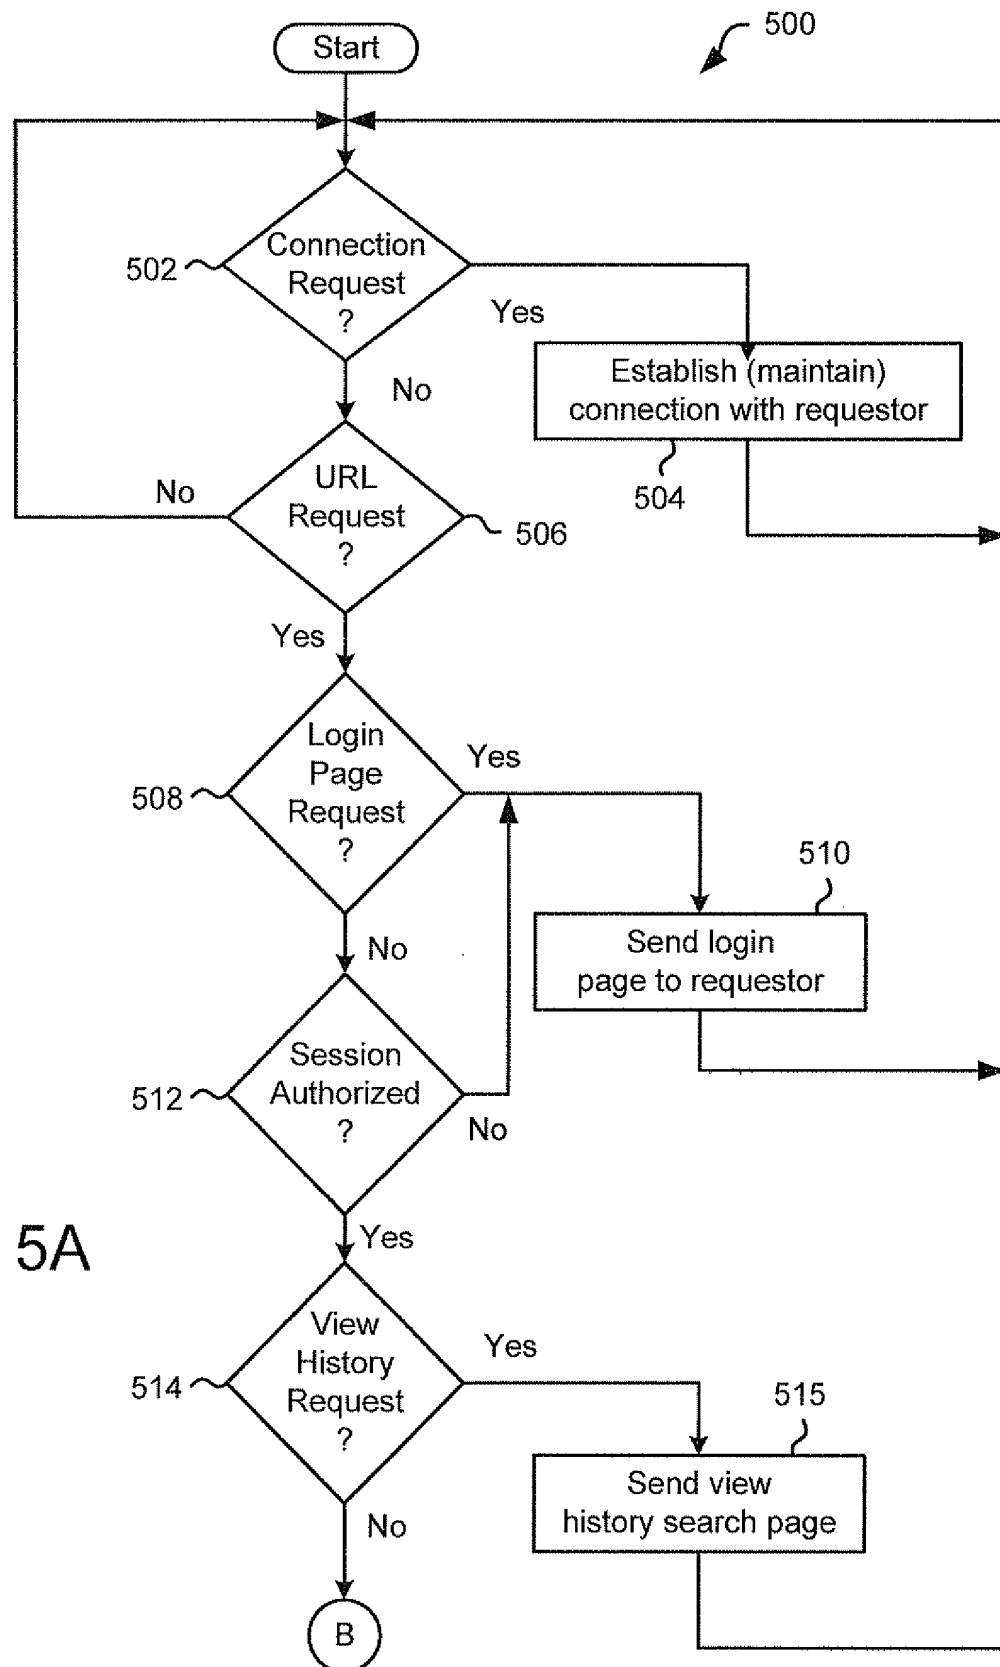 Start
500
Connection
Request
?
502
Yes
No
Establish (maintain)
connection with requestor
504
URL
Request
?
No
506
Yes
Login
Page
Request
?
508
Yes
No
510
Send login
page to requestor
Session
Authorized
?
512
No
Yes
5A
View
History
Request
?
514
Yes
515
Send view
history search page
No
B